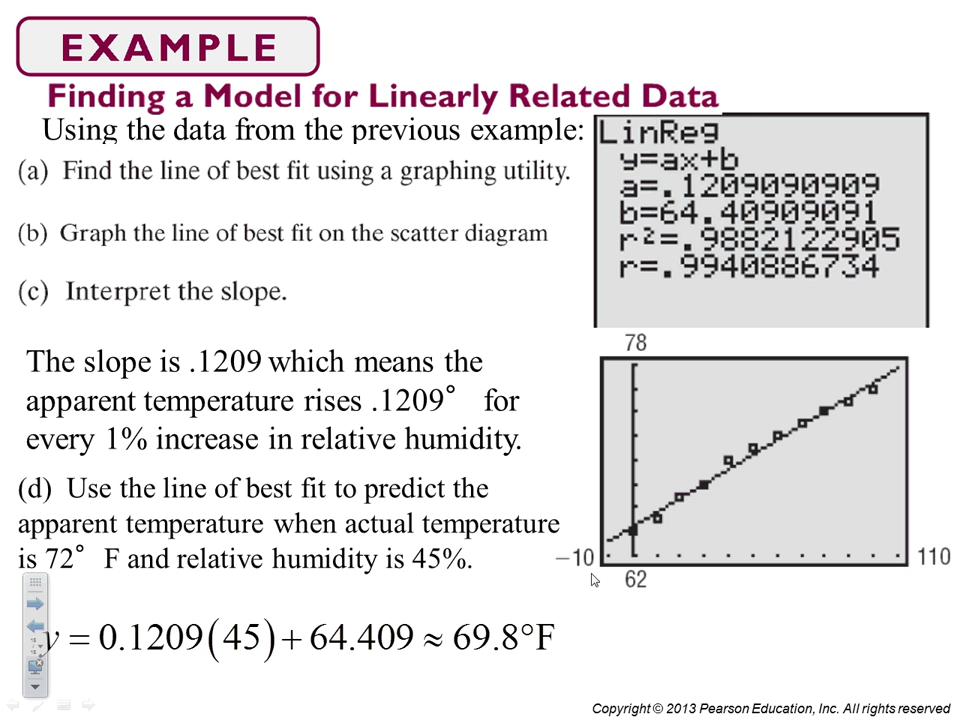 EXAMPLE
Finding a Model for Linearly Related Data
Using the data from the previous example:
(a) Find the line of best fit using a graphing utility.
(b) Graph the line of best fit on the scatter diagram
(c) Interpret the slope.
LinReg
y=ax+b
a=.1209090909
b=64.40909091
r²=.9882122905
r=.9940886734
The slope is .1209 which means the
apparent temperature rises .1209° for
every 1% increase in relative humidity.
(d) Use the line of best fit to predict the
apparent temperature when actual temperature
is 72° F and relative humidity is 45%.
78
−10
110
62
y = 0.1209(45) + 64.409 ≈ 69.8°F
Copyright © 2013 Pearson Education, Inc. All rights reserved